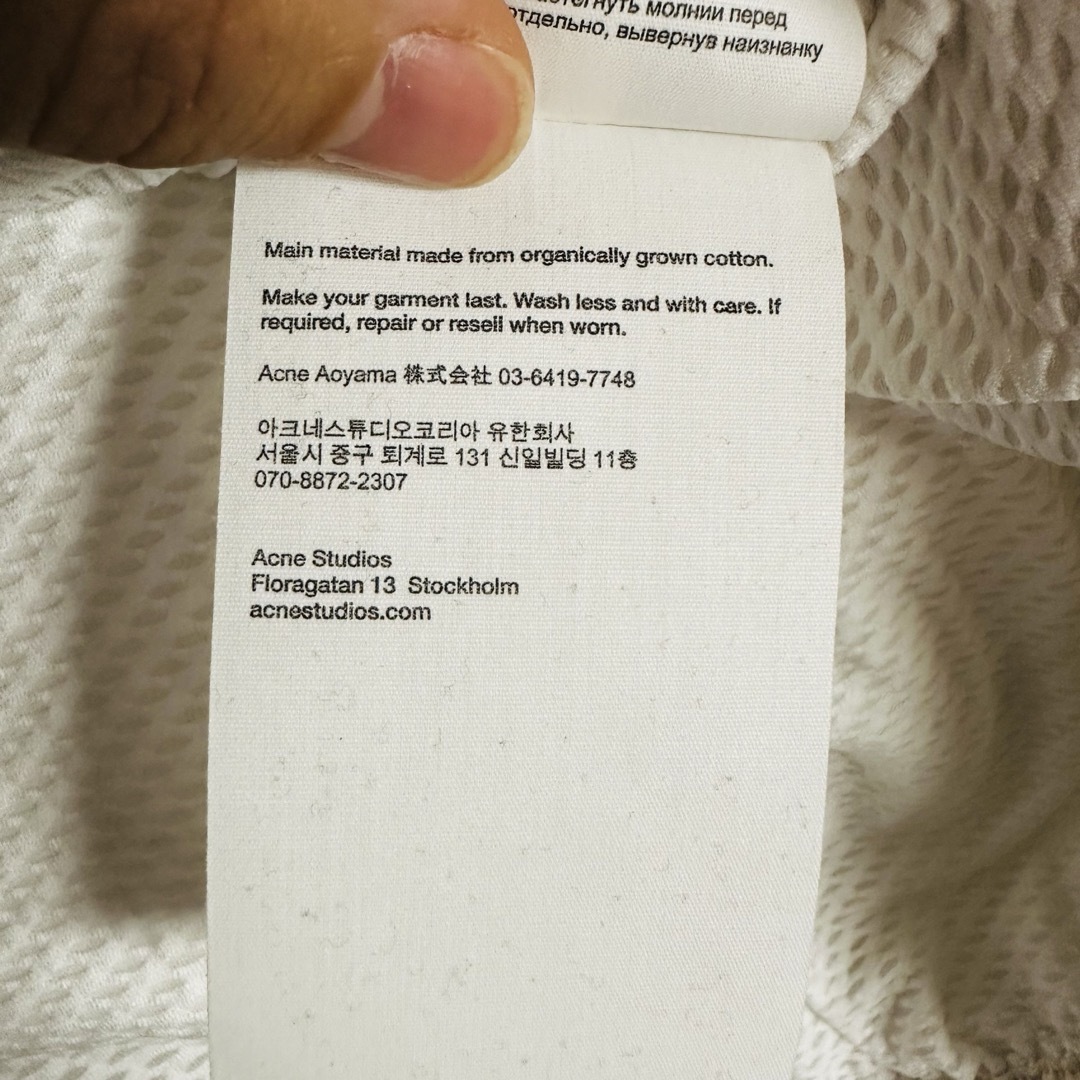 молнии перед
отдельно, вывернув наизнанку
Main material made from organically grown cotton.
Make your garment last. Wash less and with care. If
required, repair or resell when worn.
Acne Aoyama 株式会社 03-6419-7748
아크네스튜디오코리아 유한회사
서울시 중구 퇴계로 131 신일빌딩 11층
070-8872-2307
Acne Studios
Floragatan 13 Stockholm
acnestudios.com